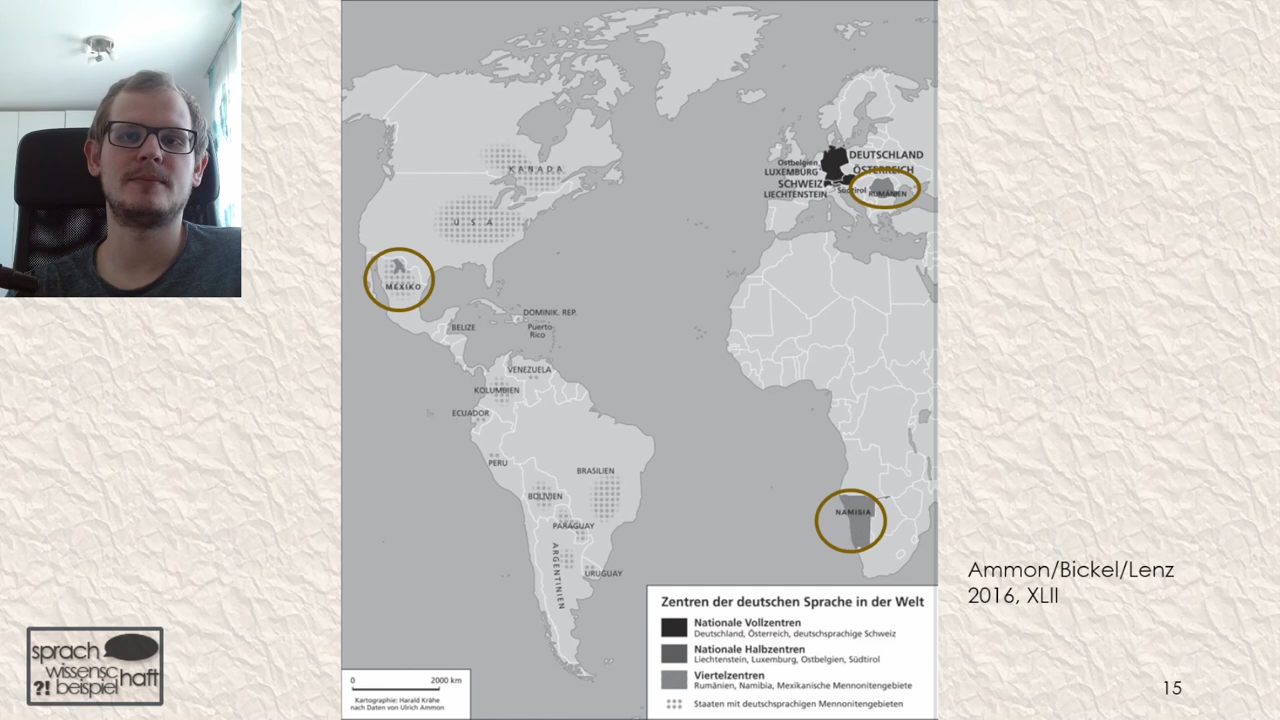 KANADA
USA
MEXIKO
BELIZE
DOMINIK. REP.
Puerto
Rico
VENEZUELA
KOLUMBIEN
ECUADOR
PERU
BRASILIEN
BOLIVIEN
PARAGUAY
ARGENTINIEN
URUGUAY
DEUTSCHLAND
Ostbelgien
LUXEMBURG
ÖSTERREICH
SCHWEIZ
LIECHTENSTEIN
Südtirol
RUMÄNIEN
NAMIBIA
Zentren der deutschen Sprache in der Welt
Nationale Vollzentren
Deutschland, Österreich, deutschsprachige Schweiz
Nationale Halbzentren
Liechtenstein, Luxemburg, Ostbelgien, Südtirol
Viertelzentren
Rumänien, Namibia, Mexikanische Mennonitengebiete
Staaten mit deutschsprachigen Mennonitengebieten
0 2000 km
Kartographie: Harald Krähe
nach Daten von Ulrich Ammon
Ammon/Bickel/Lenz
2016, XLII
sprach
wissensc haft
?! beispiel
15